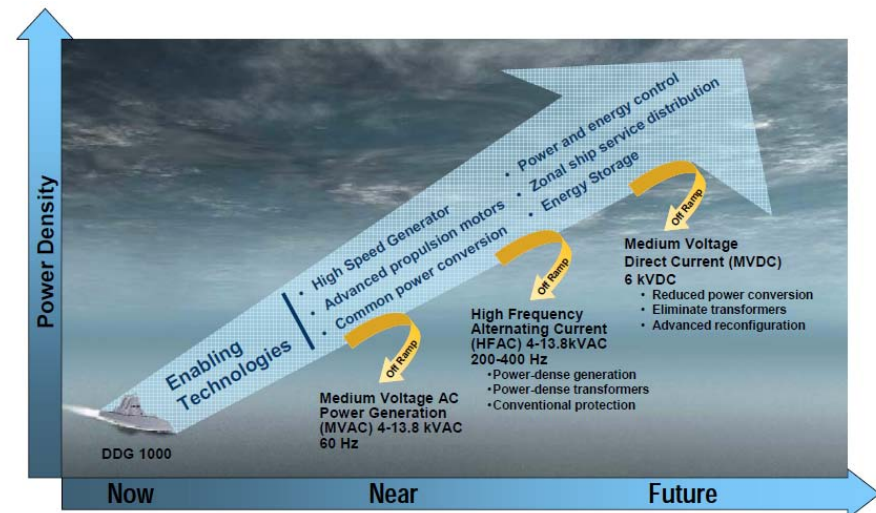 Power Density
Enabling
Technologies
• High Speed Generator
• Advanced propulsion motors
• Common power conversion
• Power and energy control
• Zonal ship service distribution
• Energy Storage
Off Ramp
Medium Voltage AC
Power Generation
(MVAC) 4-13.8 kVAC
60 Hz
Off Ramp
High Frequency
Alternating Current
(HFAC) 4-13.8kVAC
200-400 Hz
•Power-dense generation
•Power-dense transformers
•Conventional protection
Off Ramp
Medium Voltage
Direct Current (MVDC)
6 kVDC
• Reduced power conversion
• Eliminate transformers
• Advanced reconfiguration
DDG 1000
Now
Near
Future